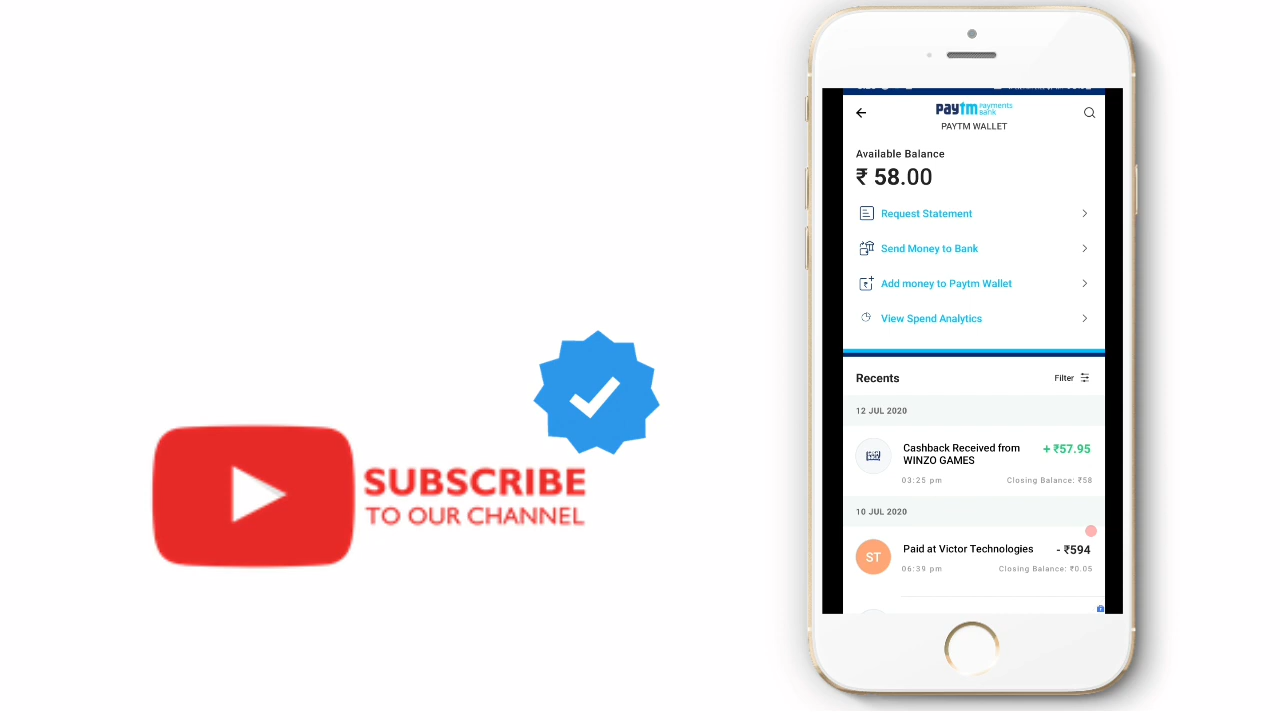 SUBSCRIBE
TO OUR CHANNEL
paytm payments bank
PAYTM WALLET
Available Balance
₹ 58.00
Request Statement
Send Money to Bank
Add money to Paytm Wallet
View Spend Analytics
Recents
Filter
12 JUL 2020
Cashback Received from + ₹57.95
WINZO GAMES
03:25 pm Closing Balance: ₹58
10 JUL 2020
ST Paid at Victor Technologies - ₹594
06:39 pm Closing Balance: ₹0.05